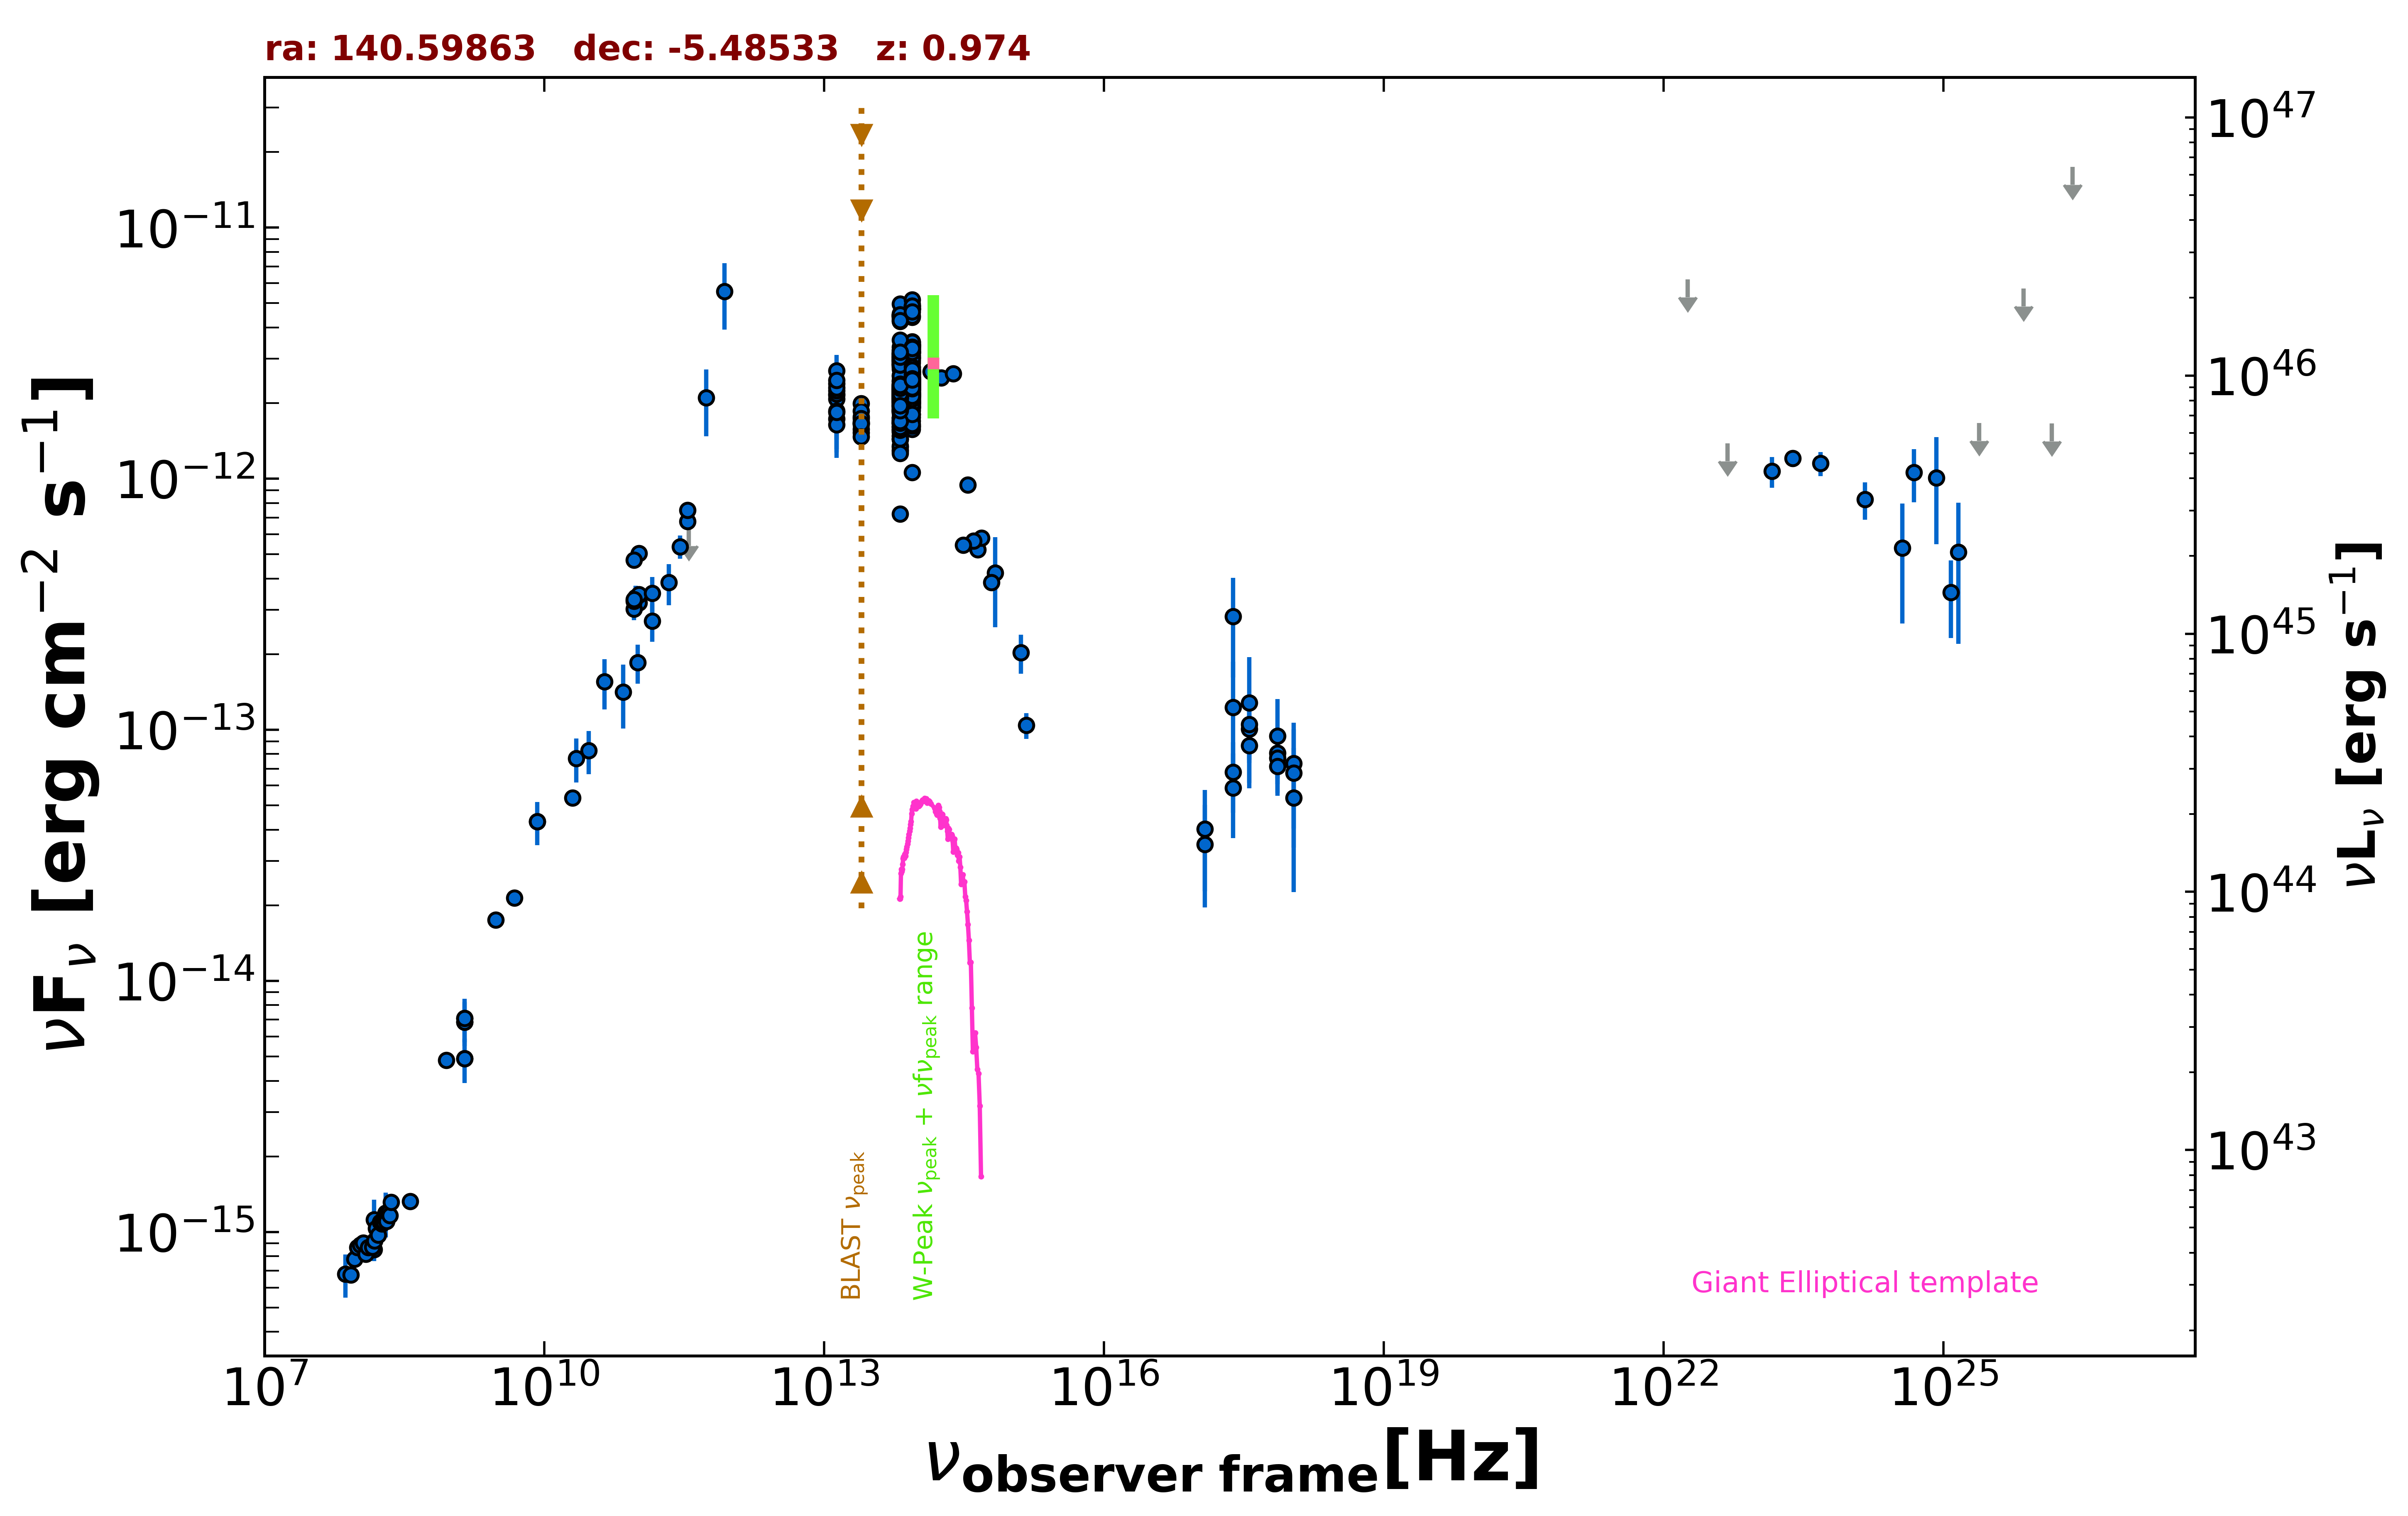 ra: 140.59863   dec: -5.48533   z: 0.974
νFν [erg cm⁻² s⁻¹]
10⁻¹¹
10⁻¹²
10⁻¹³
10⁻¹⁴
10⁻¹⁵
10⁴⁷
10⁴⁶
10⁴⁵
10⁴⁴
10⁴³
νLν [erg s⁻¹]
BLAST νpeak
W-Peak νpeak + νfνpeak range
Giant Elliptical template
10⁷ 10¹⁰ 10¹³ 10¹⁶ 10¹⁹ 10²² 10²⁵
νobserver frame[Hz]